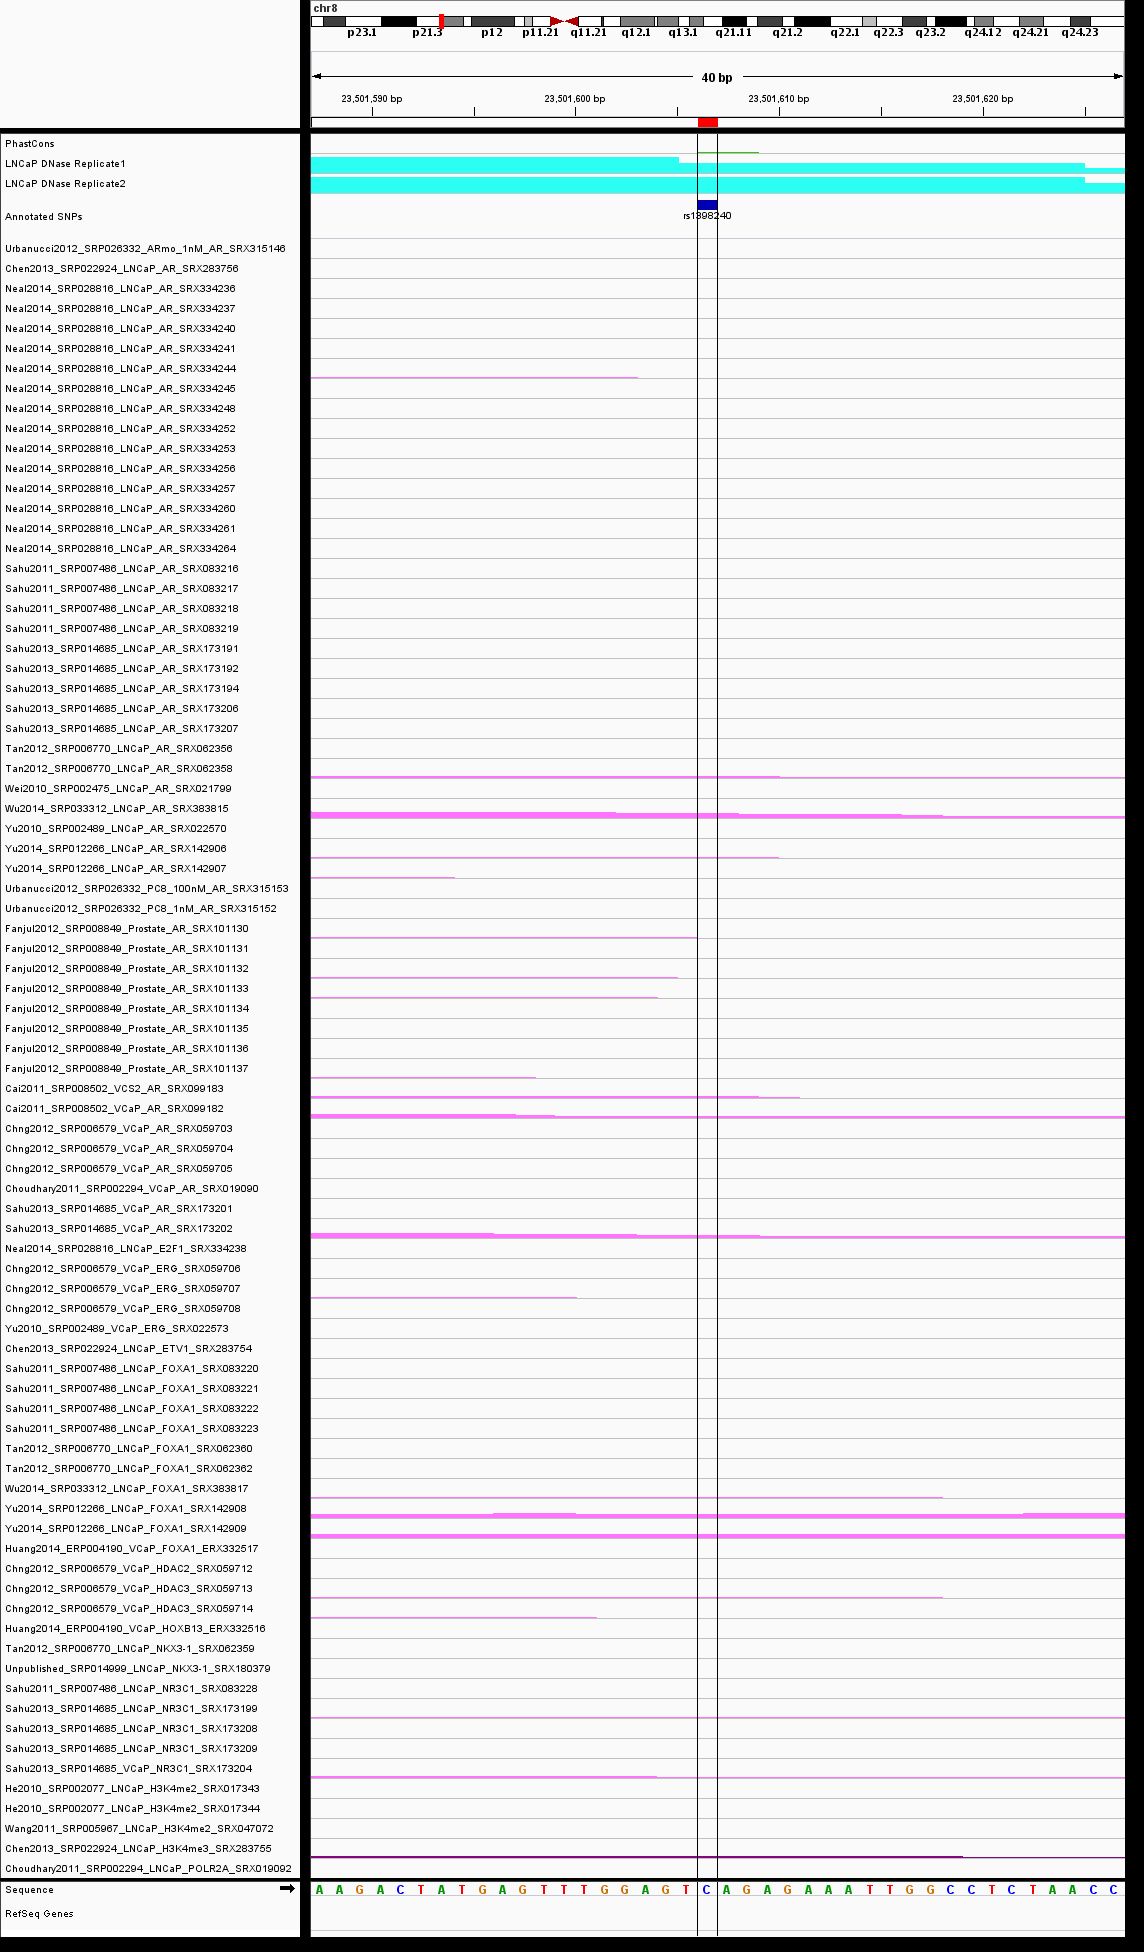 chr8
p23.1 p21.3 p12 p11.21 q11.21 q12.1 q13.1 q21.11 q21.2 q22.1 q22.3 q23.2 q24.12 q24.21 q24.23
40 bp
23,501,590 bp 23,501,600 bp 23,501,610 bp 23,501,620 bp
PhastCons
LNCaP DNase Replicate1
LNCaP DNase Replicate2
Annotated SNPs
rs1398240
Urbanucci2012_SRP026332_ARmo_1nM_AR_SRX315146
Chen2013_SRP022924_LNCaP_AR_SRX283756
Neal2014_SRP028816_LNCaP_AR_SRX334236
Neal2014_SRP028816_LNCaP_AR_SRX334237
Neal2014_SRP028816_LNCaP_AR_SRX334240
Neal2014_SRP028816_LNCaP_AR_SRX334241
Neal2014_SRP028816_LNCaP_AR_SRX334244
Neal2014_SRP028816_LNCaP_AR_SRX334245
Neal2014_SRP028816_LNCaP_AR_SRX334248
Neal2014_SRP028816_LNCaP_AR_SRX334252
Neal2014_SRP028816_LNCaP_AR_SRX334253
Neal2014_SRP028816_LNCaP_AR_SRX334256
Neal2014_SRP028816_LNCaP_AR_SRX334257
Neal2014_SRP028816_LNCaP_AR_SRX334260
Neal2014_SRP028816_LNCaP_AR_SRX334261
Neal2014_SRP028816_LNCaP_AR_SRX334264
Sahu2011_SRP007486_LNCaP_AR_SRX083216
Sahu2011_SRP007486_LNCaP_AR_SRX083217
Sahu2011_SRP007486_LNCaP_AR_SRX083218
Sahu2011_SRP007486_LNCaP_AR_SRX083219
Sahu2013_SRP014685_LNCaP_AR_SRX173191
Sahu2013_SRP014685_LNCaP_AR_SRX173192
Sahu2013_SRP014685_LNCaP_AR_SRX173194
Sahu2013_SRP014685_LNCaP_AR_SRX173206
Sahu2013_SRP014685_LNCaP_AR_SRX173207
Tan2012_SRP006770_LNCaP_AR_SRX062356
Tan2012_SRP006770_LNCaP_AR_SRX062358
Wei2010_SRP002475_LNCaP_AR_SRX021799
Wu2014_SRP033312_LNCaP_AR_SRX383815
Yu2010_SRP002489_LNCaP_AR_SRX022570
Yu2014_SRP012266_LNCaP_AR_SRX142906
Yu2014_SRP012266_LNCaP_AR_SRX142907
Urbanucci2012_SRP026332_PC8_100nM_AR_SRX315153
Urbanucci2012_SRP026332_PC8_1nM_AR_SRX315152
Fanjul2012_SRP008849_Prostate_AR_SRX101130
Fanjul2012_SRP008849_Prostate_AR_SRX101131
Fanjul2012_SRP008849_Prostate_AR_SRX101132
Fanjul2012_SRP008849_Prostate_AR_SRX101133
Fanjul2012_SRP008849_Prostate_AR_SRX101134
Fanjul2012_SRP008849_Prostate_AR_SRX101135
Fanjul2012_SRP008849_Prostate_AR_SRX101136
Fanjul2012_SRP008849_Prostate_AR_SRX101137
Cai2011_SRP008502_VCS2_AR_SRX099183
Cai2011_SRP008502_VCaP_AR_SRX099182
Chng2012_SRP006579_VCaP_AR_SRX059703
Chng2012_SRP006579_VCaP_AR_SRX059704
Chng2012_SRP006579_VCaP_AR_SRX059705
Choudhary2011_SRP002294_VCaP_AR_SRX019090
Sahu2013_SRP014685_VCaP_AR_SRX173201
Sahu2013_SRP014685_VCaP_AR_SRX173202
Neal2014_SRP028816_LNCaP_E2F1_SRX334238
Chng2012_SRP006579_VCaP_ERG_SRX059706
Chng2012_SRP006579_VCaP_ERG_SRX059707
Chng2012_SRP006579_VCaP_ERG_SRX059708
Yu2010_SRP002489_VCaP_ERG_SRX022573
Chen2013_SRP022924_LNCaP_ETV1_SRX283754
Sahu2011_SRP007486_LNCaP_FOXA1_SRX083220
Sahu2011_SRP007486_LNCaP_FOXA1_SRX083221
Sahu2011_SRP007486_LNCaP_FOXA1_SRX083222
Sahu2011_SRP007486_LNCaP_FOXA1_SRX083223
Tan2012_SRP006770_LNCaP_FOXA1_SRX062360
Tan2012_SRP006770_LNCaP_FOXA1_SRX062362
Wu2014_SRP033312_LNCaP_FOXA1_SRX383817
Yu2014_SRP012266_LNCaP_FOXA1_SRX142908
Yu2014_SRP012266_LNCaP_FOXA1_SRX142909
Huang2014_ERP004190_VCaP_FOXA1_ERX332517
Chng2012_SRP006579_VCaP_HDAC2_SRX059712
Chng2012_SRP006579_VCaP_HDAC3_SRX059713
Chng2012_SRP006579_VCaP_HDAC3_SRX059714
Huang2014_ERP004190_VCaP_HOXB13_ERX332516
Tan2012_SRP006770_LNCaP_NKX3-1_SRX062359
Unpublished_SRP014999_LNCaP_NKX3-1_SRX180379
Sahu2011_SRP007486_LNCaP_NR3C1_SRX083228
Sahu2013_SRP014685_LNCaP_NR3C1_SRX173199
Sahu2013_SRP014685_LNCaP_NR3C1_SRX173208
Sahu2013_SRP014685_LNCaP_NR3C1_SRX173209
Sahu2013_SRP014685_VCaP_NR3C1_SRX173204
He2010_SRP002077_LNCaP_H3K4me2_SRX017343
He2010_SRP002077_LNCaP_H3K4me2_SRX017344
Wang2011_SRP005967_LNCaP_H3K4me2_SRX047072
Chen2013_SRP022924_LNCaP_H3K4me3_SRX283755
Choudhary2011_SRP002294_LNCaP_POLR2A_SRX019092
Sequence A A G A C T A T G A G T T T G G A G T C A G A G A A A T T G G C C T C T A A C C
RefSeq Genes